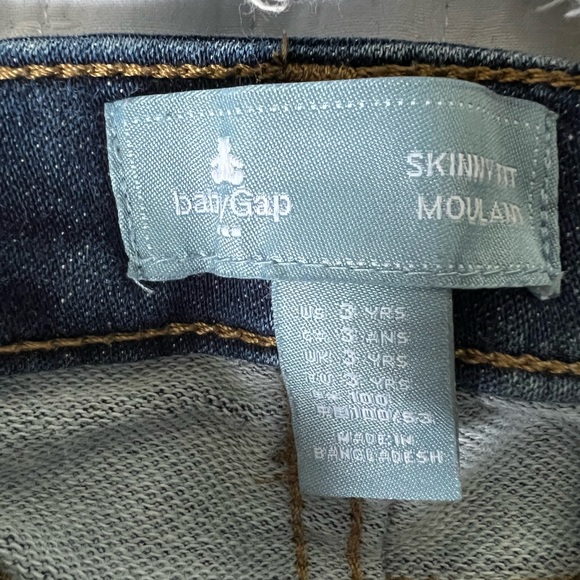 babyGap
SKINNY FIT
MOULANT
US 3 YRS
3 ANS
UK 3 YRS
EU 3 YRS
100
100/53
MADE IN
BANGLADESH